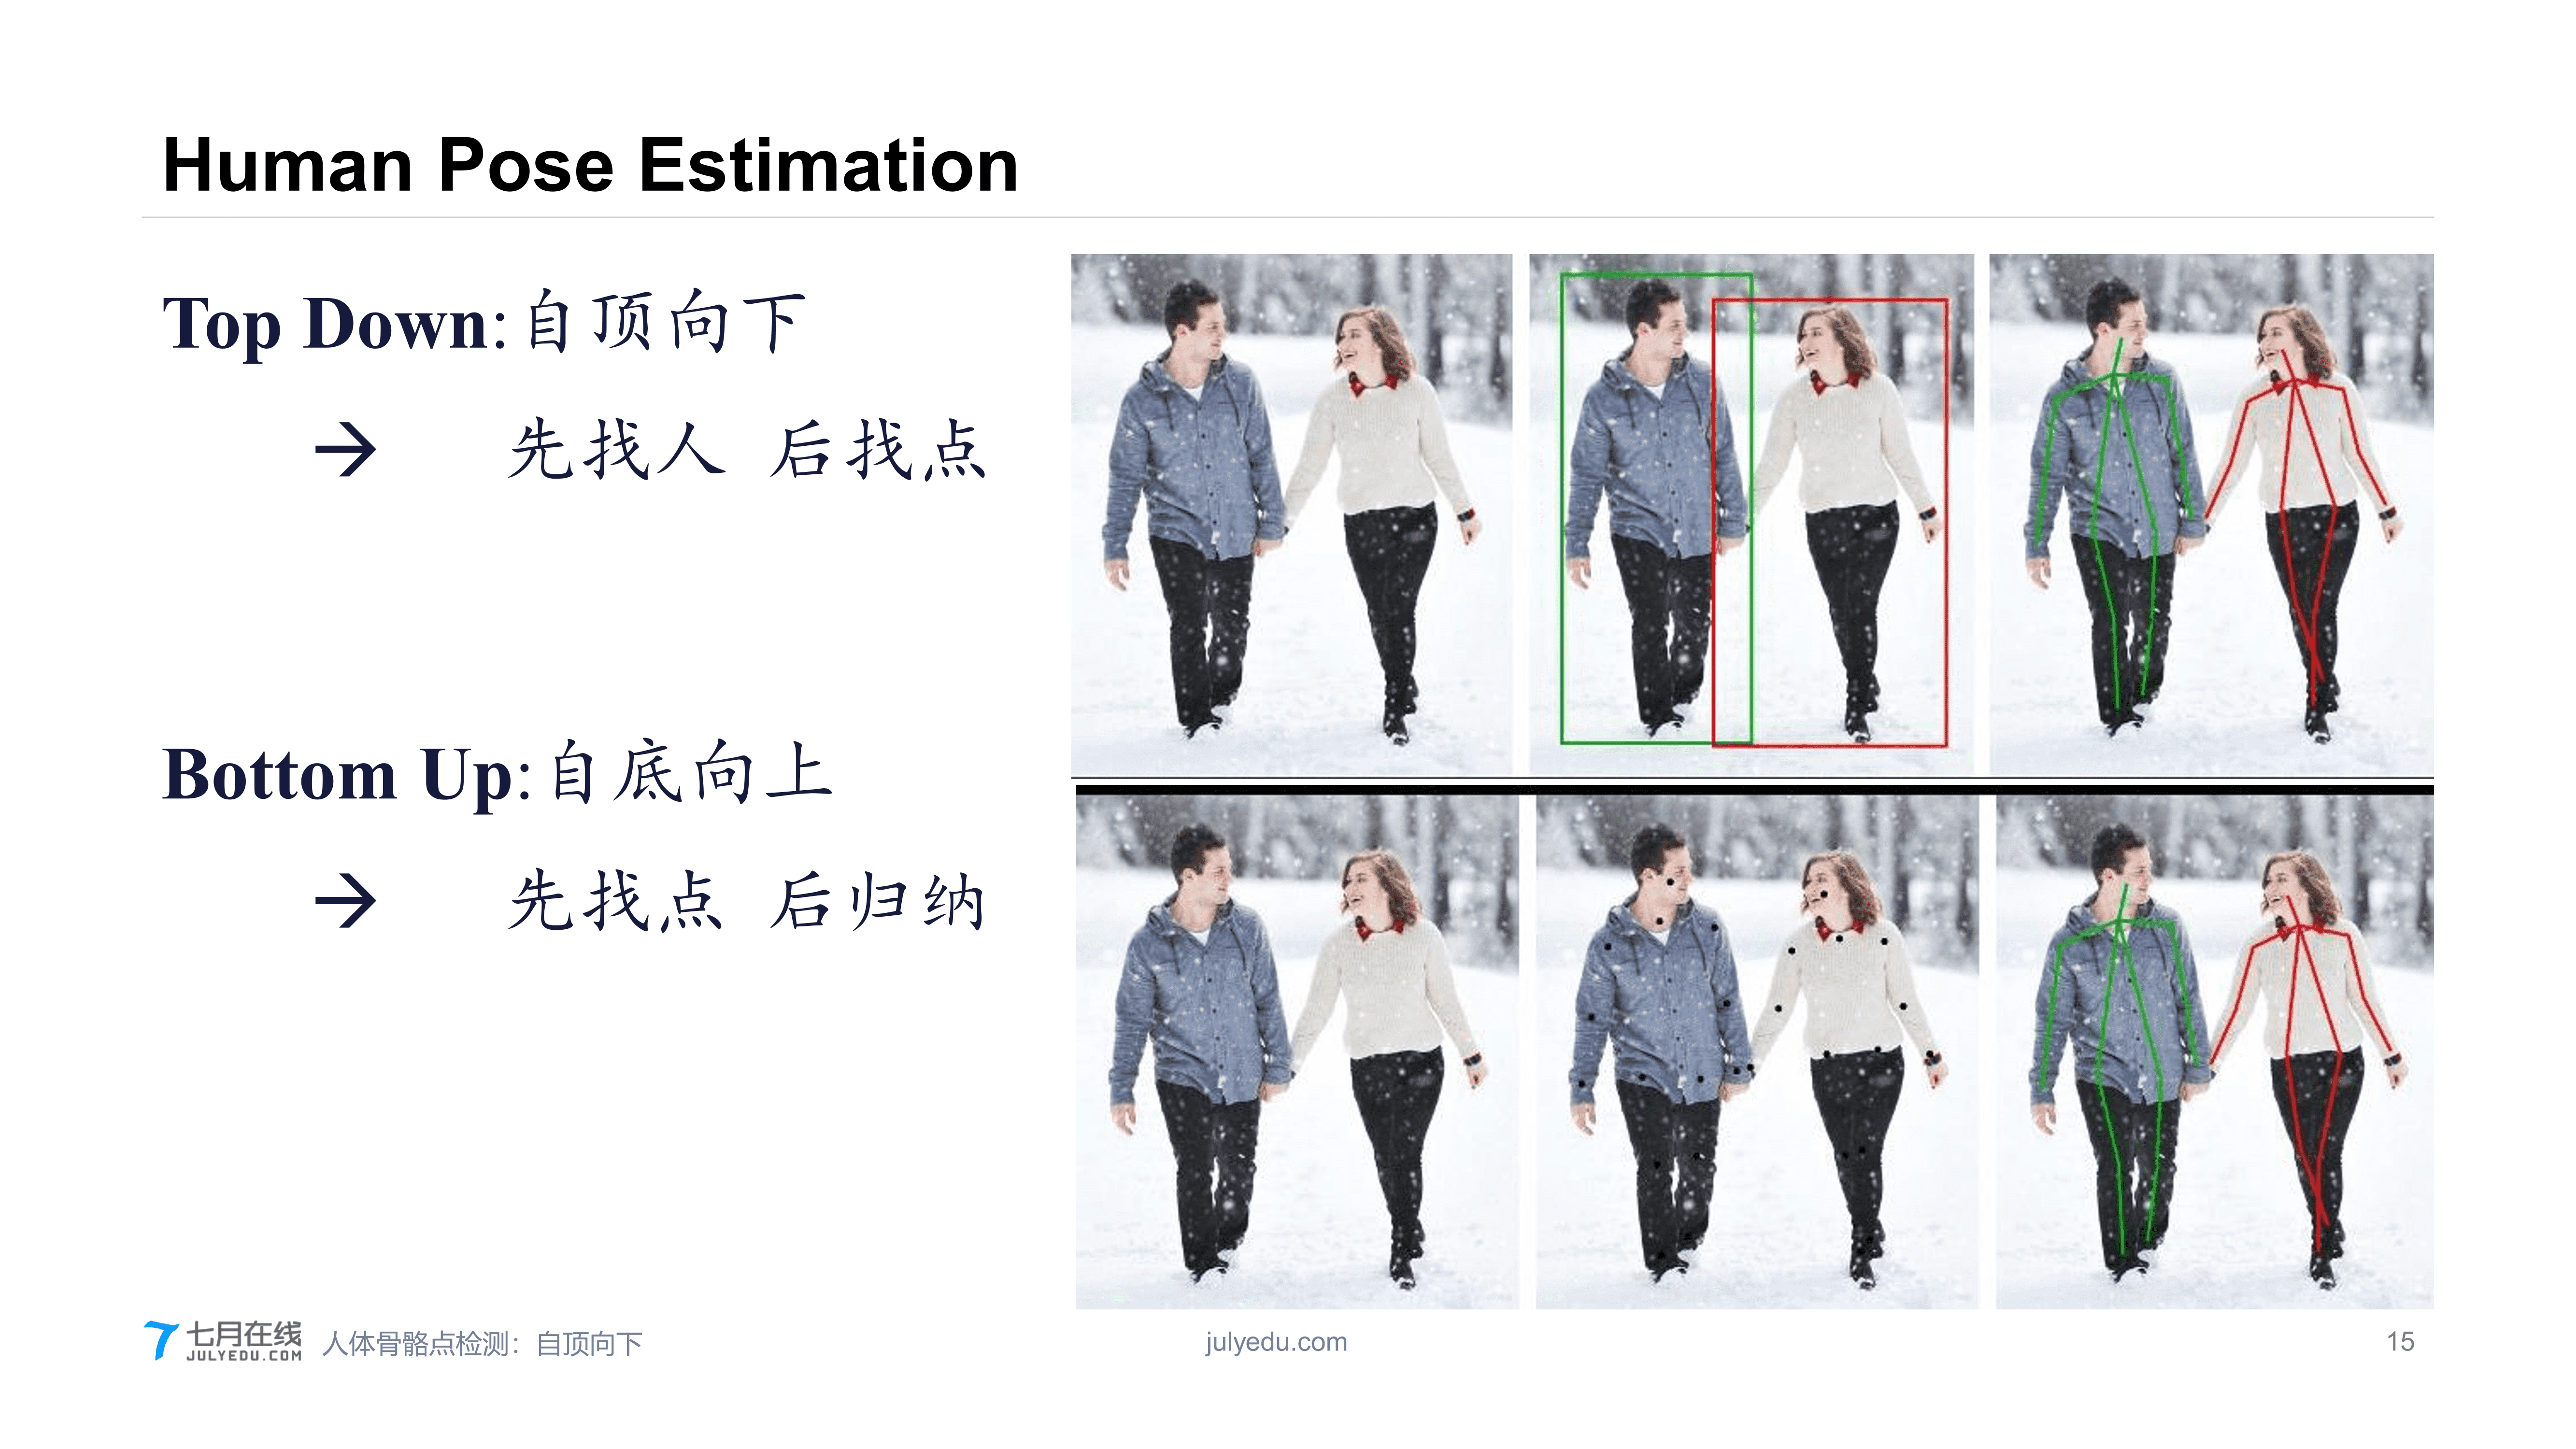 Human Pose Estimation
Top Down:自顶向下
→ 先找人 后找点
Bottom Up:自底向上
→ 先找点 后归纳
七月在线
JULYEDU.COM
人体骨骼点检测：自顶向下
julyedu.com
15